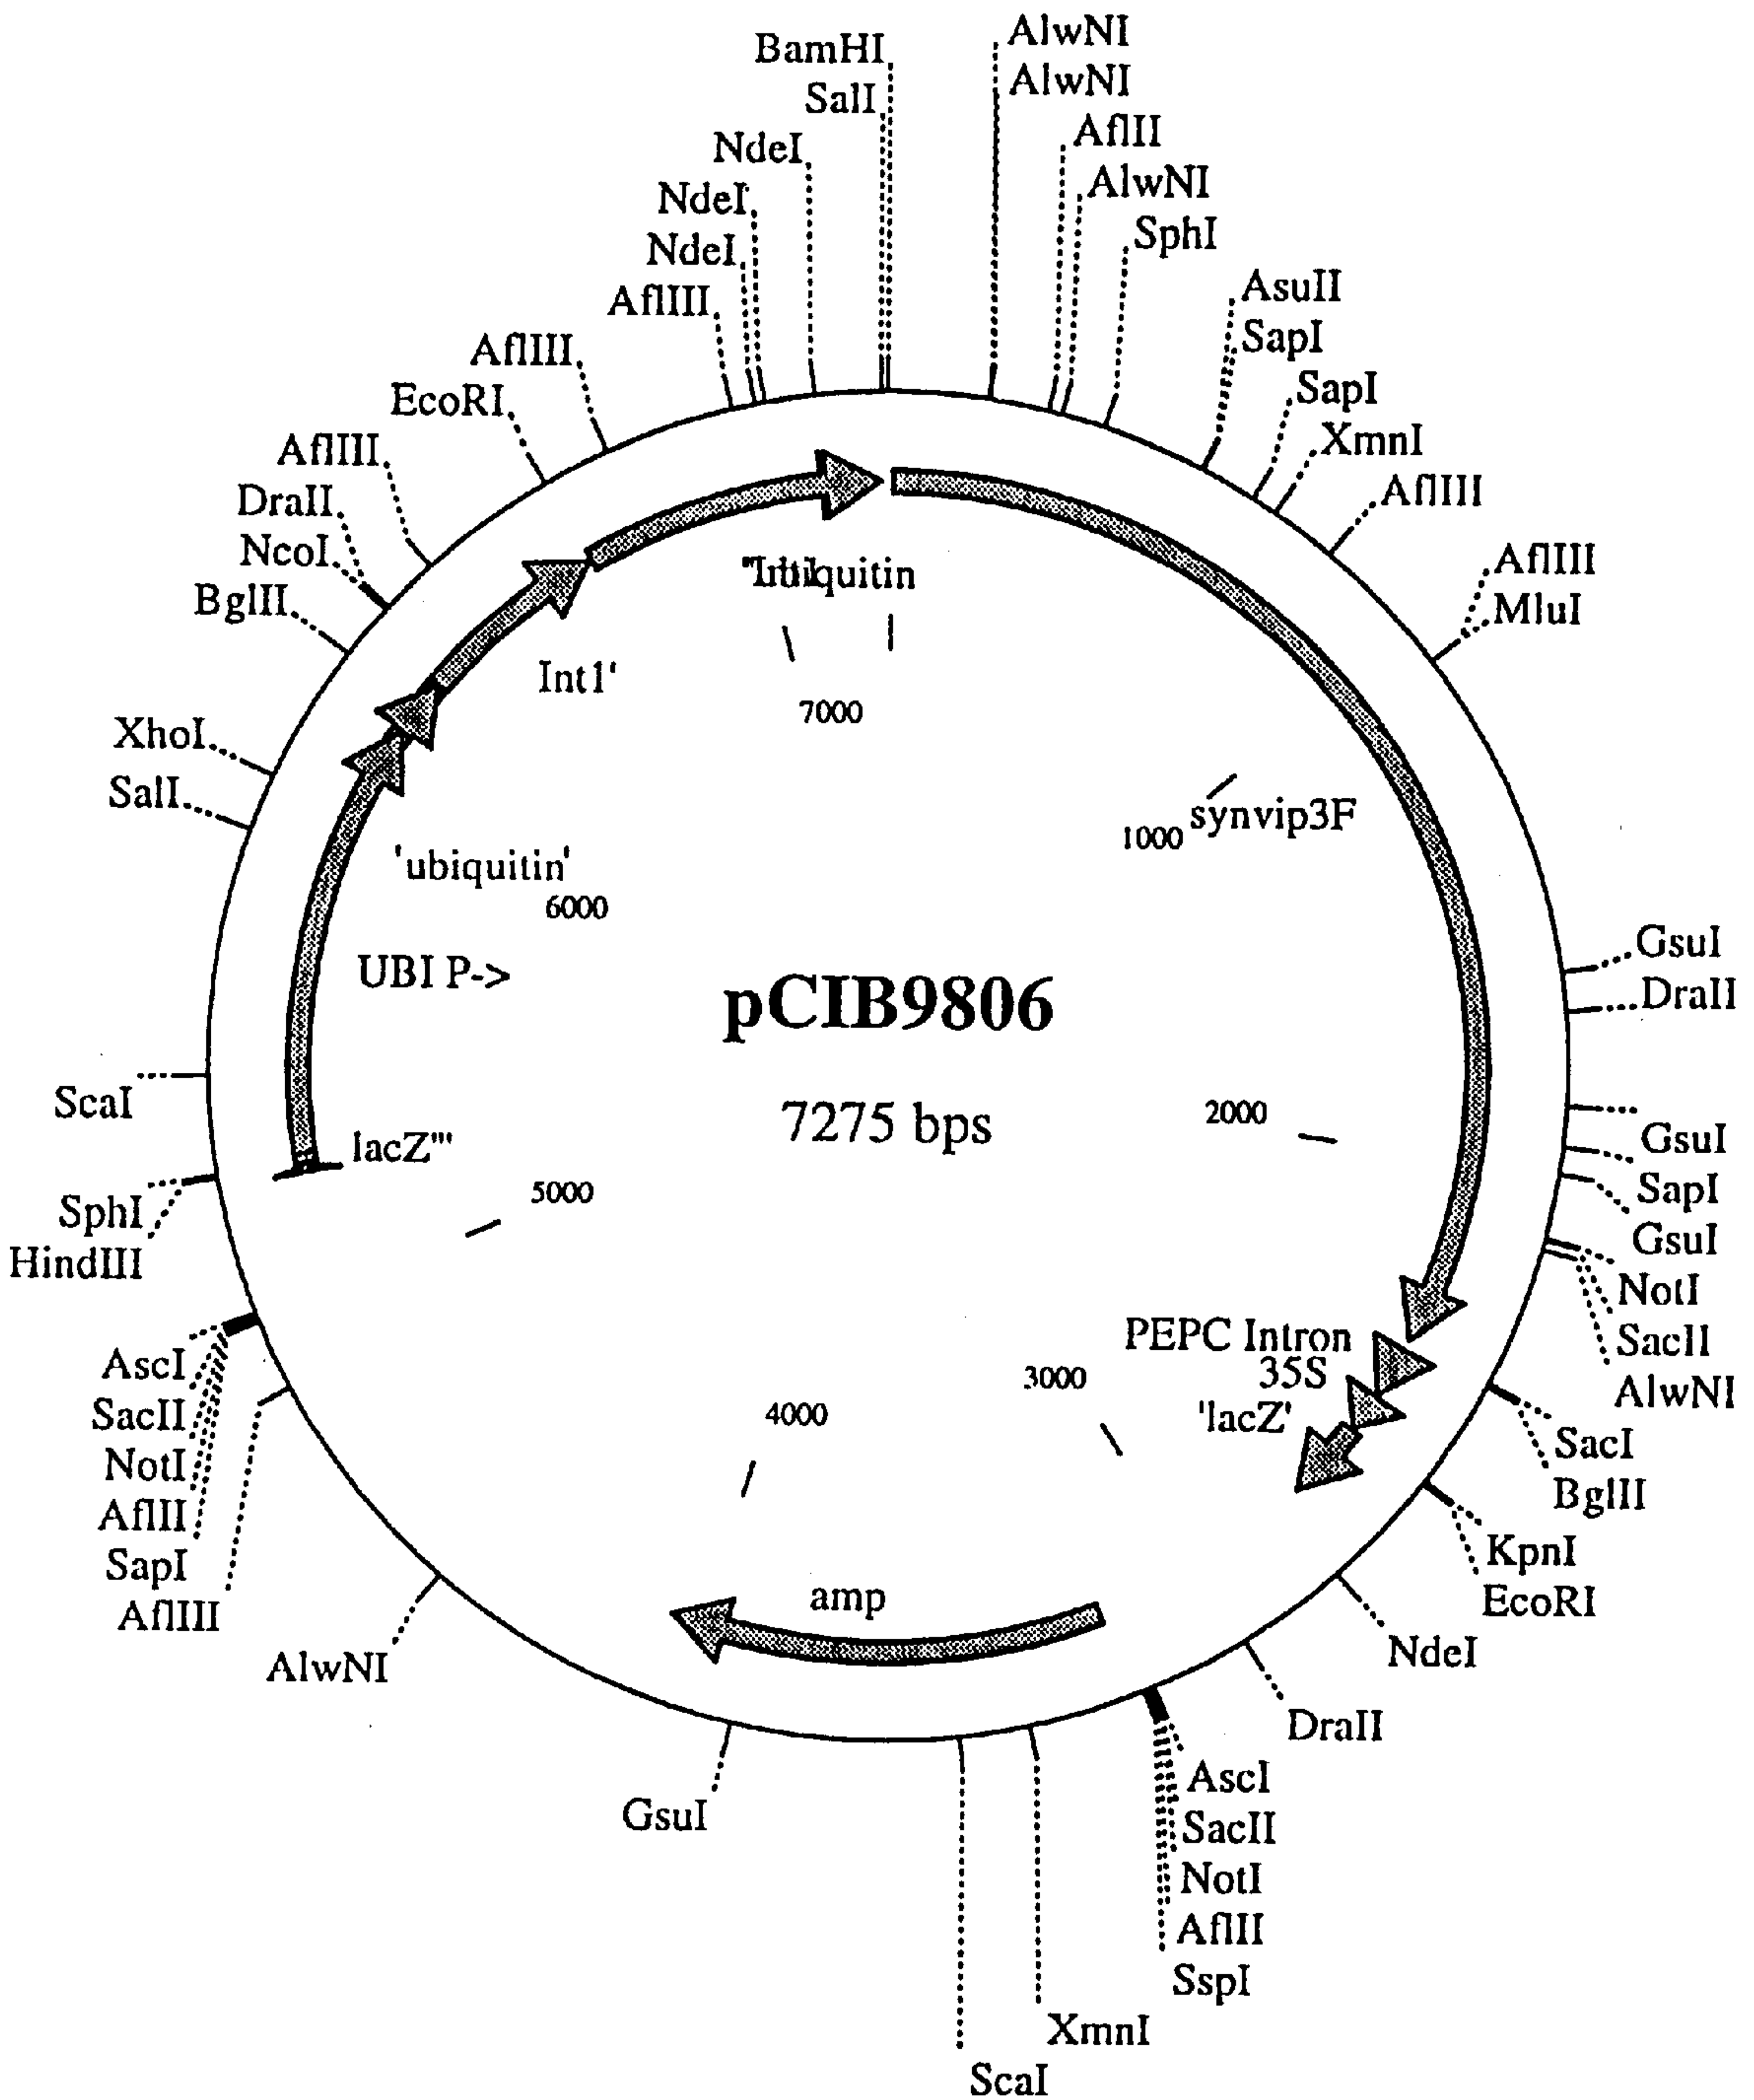 BamHI
SalI
NdeI
NdeI
NdeI
AflIII
AflIII
EcoRI
AflIII
DraII
NcoI
BglII
XhoI
SalI
ScaI
SphI
HindIII
AscI
SacII
NotI
AflII
SapI
AflIII
AlwNI
GsuI
AlwNI
AlwNI
AflII
AlwNI
SphI
AsuII
SapI
SapI
XmnI
AflIII
AflIII
MluI
GsuI
DraII
GsuI
SapI
GsuI
NotI
SacII
AlwNI
SacI
BglII
KpnI
EcoRI
NdeI
DraII
AscI
SacII
NotI
AflII
SspI
XmnI
ScaI
Int1'
7000
1000 synvip3F
'ubiquitin'
6000
UBI P->
pCIB9806
7275 bps
2000
lacZ'''
5000
PEPC Intron
35S
'lacZ'
3000
4000
amp